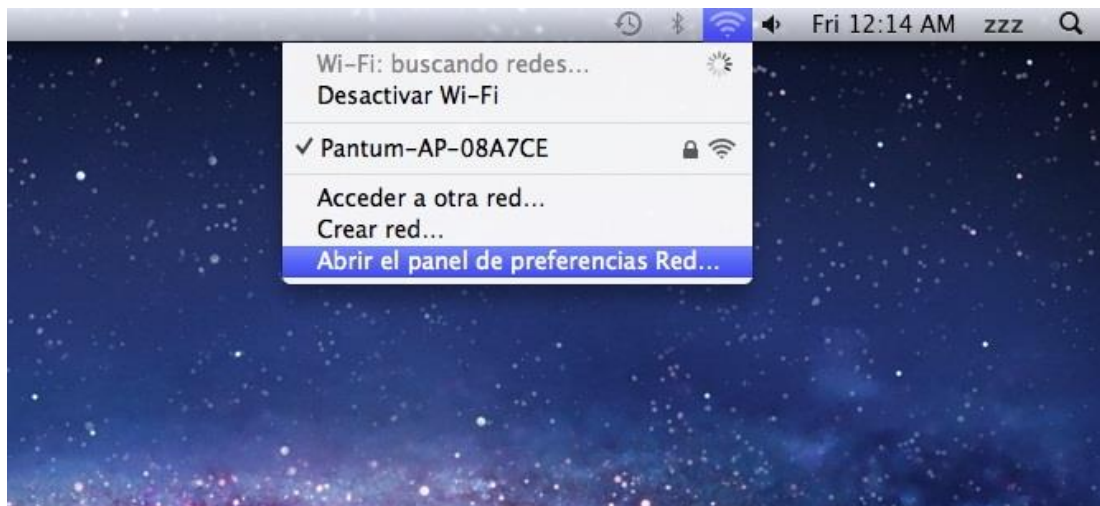 Fri 12:14 AM zzz
Wi-Fi: buscando redes...
Desactivar Wi-Fi
Pantum-AP-08A7CE
Acceder a otra red...
Crear red...
Abrir el panel de preferencias Red...